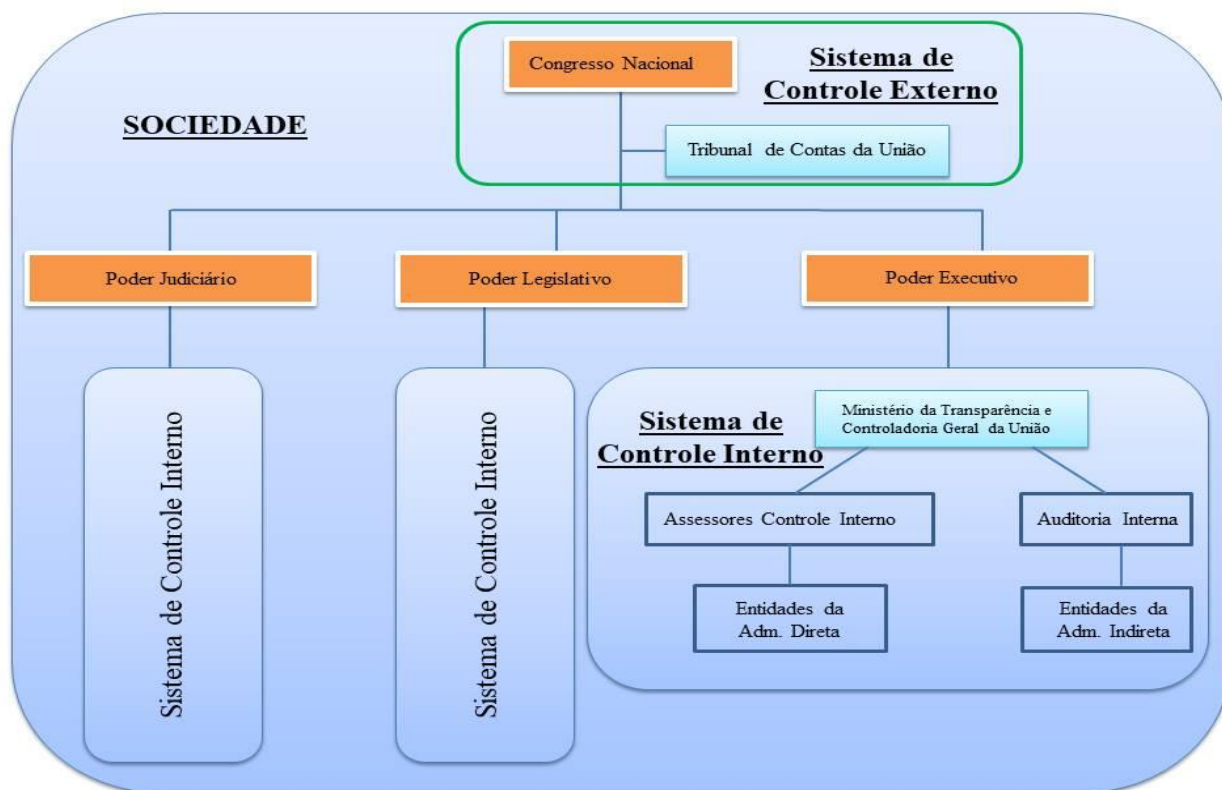 Congresso Nacional
Sistema de
Controle Externo
SOCIEDADE
Tribunal de Contas da União
Poder Judiciário
Poder Legislativo
Poder Executivo
Sistema de Controle Interno
Sistema de Controle Interno
Sistema de
Controle Interno
Ministério da Transparência e
Controladoria Geral da União
Assessores Controle Interno
Auditoria Interna
Entidades da
Adm. Direta
Entidades da
Adm. Indireta